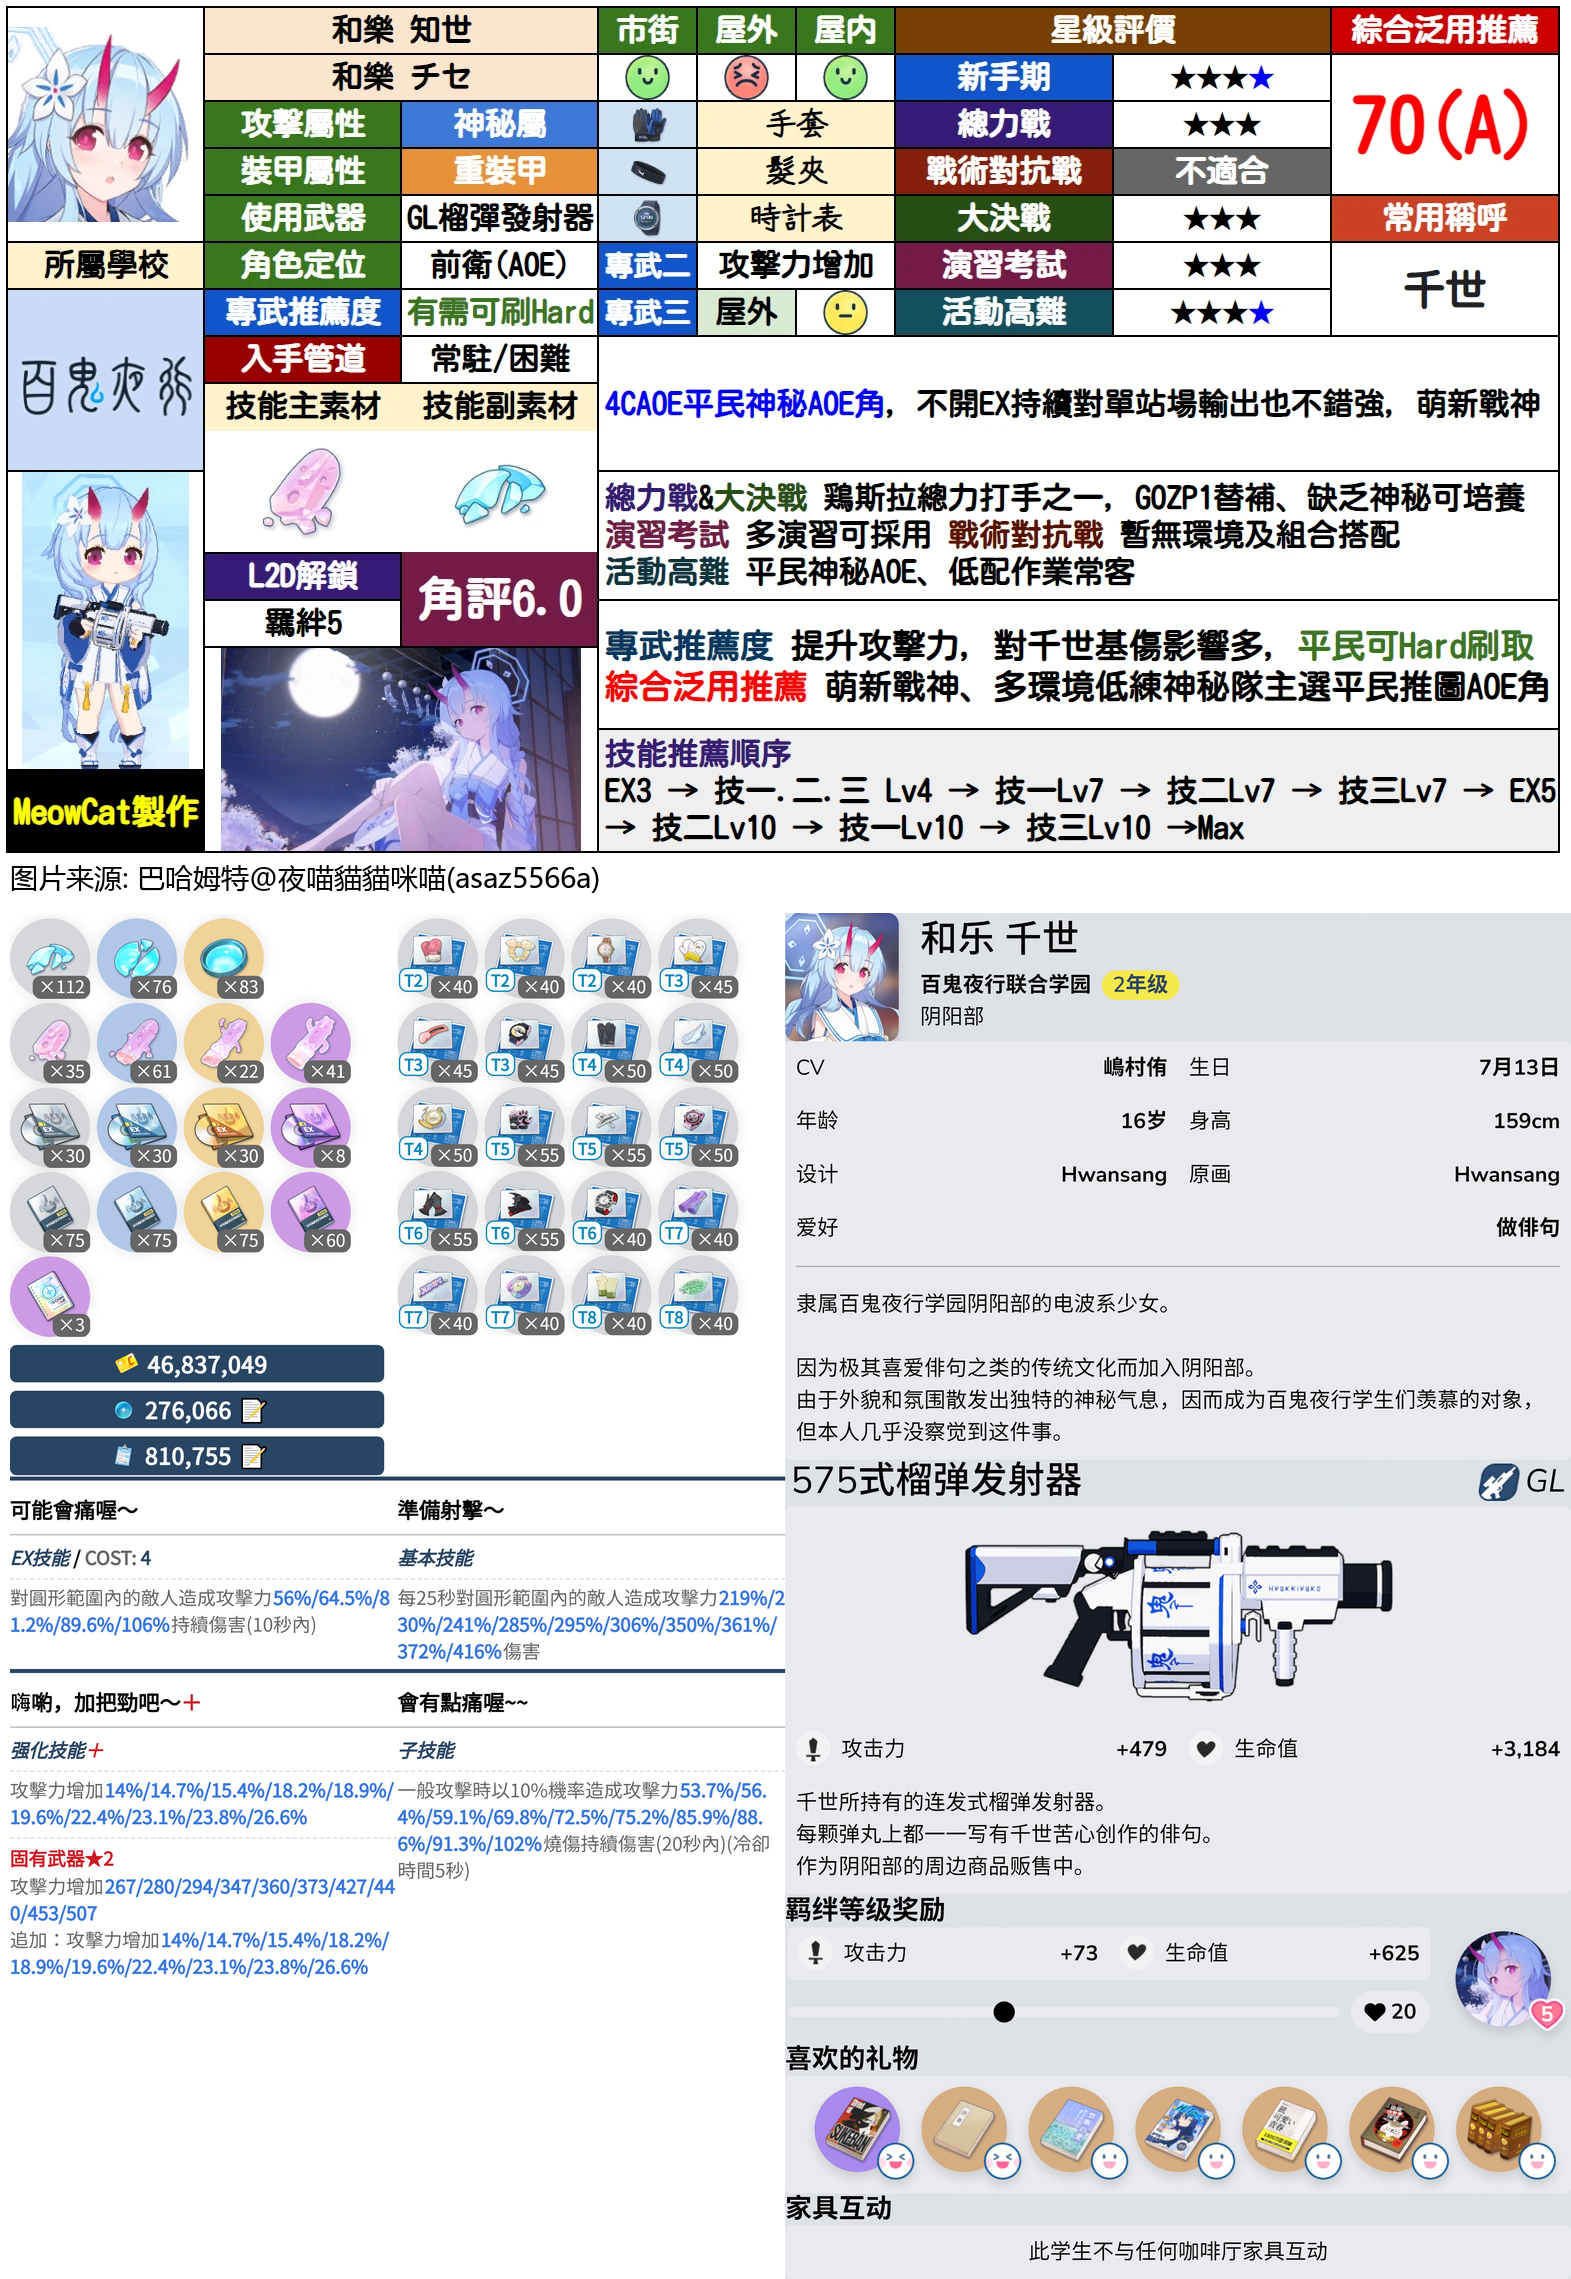 和樂 知世
市街
屋外
屋内
星級評價
綜合泛用推薦
和樂 チセ
新手期
★★★★
70(A)
攻擊屬性
神秘屬
手套
總力戰
★★★
裝甲屬性
重裝甲
髮夾
戰術對抗戰
不適合
使用武器
GL榴彈發射器
時計表
大決戰
★★★
常用稱呼
所屬學校
角色定位
前衛(AOE)
專武二
攻擊力增加
演習考試
★★★
千世
百鬼夜行
專武推薦度
有需可刷Hard
專武三
屋外
活動高難
★★★★
入手管道
常駐/困難
技能主素材
技能副素材
4CAOE平民神秘AOE角, 不開EX持續對單站場輸出也不錯強, 萌新戰神
L2D解鎖
羈絆5
角評6.0
總力戰&大決戰 鶏斯拉總力打手之一, GOZP1替補、缺乏神秘可培養
演習考試 多演習可採用 戰術對抗戰 暫無環境及組合搭配
活動高難 平民神秘AOE、低配作業常客
專武推薦度 提升攻擊力, 對千世基傷影響多, 平民可Hard刷取
綜合泛用推薦 萌新戰神、多環境低練神秘隊主選平民推圖AOE角
技能推薦順序
EX3 → 技一.二.三 Lv4 → 技一Lv7 → 技二Lv7 → 技三Lv7 → EX5
→ 技二Lv10 → 技一Lv10 → 技三Lv10 →Max
MeowCat製作
图片来源: 巴哈姆特@夜喵貓貓咪喵(asaz5566a)
×112
×76
×83
×35
×61
×22
×41
EX
EX
EX
EX
×30
×30
×30
×8
×75
×75
×75
×60
×3
T2 ×40
T2 ×40
T2 ×40
T3 ×45
T3 ×45
T3 ×45
T4 ×50
T4 ×50
T4 ×50
T5 ×55
T5 ×55
T5 ×50
T6 ×55
T6 ×55
T6 ×40
T7 ×40
T7 ×40
T7 ×40
T8 ×40
T8 ×40
46,837,049
276,066
810,755
可能會痛喔～
EX技能 / COST: 4
對圓形範圍內的敵人造成攻擊力56%/64.5%/8
1.2%/89.6%/106%持續傷害(10秒內)
準備射擊～
基本技能
每25秒對圓形範圍內的敵人造成攻擊力219%/2
30%/241%/285%/295%/306%/350%/361%/
372%/416%傷害
嗨喲，加把勁吧～＋
强化技能＋
攻擊力增加14%/14.7%/15.4%/18.2%/18.9%/
19.6%/22.4%/23.1%/23.8%/26.6%
固有武器★2
攻擊力增加267/280/294/347/360/373/427/44
0/453/507
追加：攻擊力增加14%/14.7%/15.4%/18.2%/
18.9%/19.6%/22.4%/23.1%/23.8%/26.6%
會有點痛喔~~
子技能
一般攻擊時以10%機率造成攻擊力53.7%/56.
4%/59.1%/69.8%/72.5%/75.2%/85.9%/88.
6%/91.3%/102%燒傷持續傷害(20秒內)(冷卻
時間5秒)
和乐 千世
百鬼夜行联合学园 2年级
阴阳部
CV 嶋村侑 生日 7月13日
年龄 16岁 身高 159cm
设计 Hwansang 原画 Hwansang
爱好 做俳句
隶属百鬼夜行学园阴阳部的电波系少女。
因为极其喜爱俳句之类的传统文化而加入阴阳部。
由于外貌和氛围散发出独特的神秘气息，因而成为百鬼夜行学生们羡慕的对象，
但本人几乎没察觉到这件事。
575式榴弹发射器 GL
HYAKKIYAKO
鬼
鬼
攻击力 +479 生命值 +3,184
千世所持有的连发式榴弹发射器。
每颗弹丸上都一一写有千世苦心创作的俳句。
作为阴阳部的周边商品贩售中。
羁绊等级奖励
攻击力 +73 生命值 +625
20
5
喜欢的礼物
SUKEBAN
家具互动
此学生不与任何咖啡厅家具互动